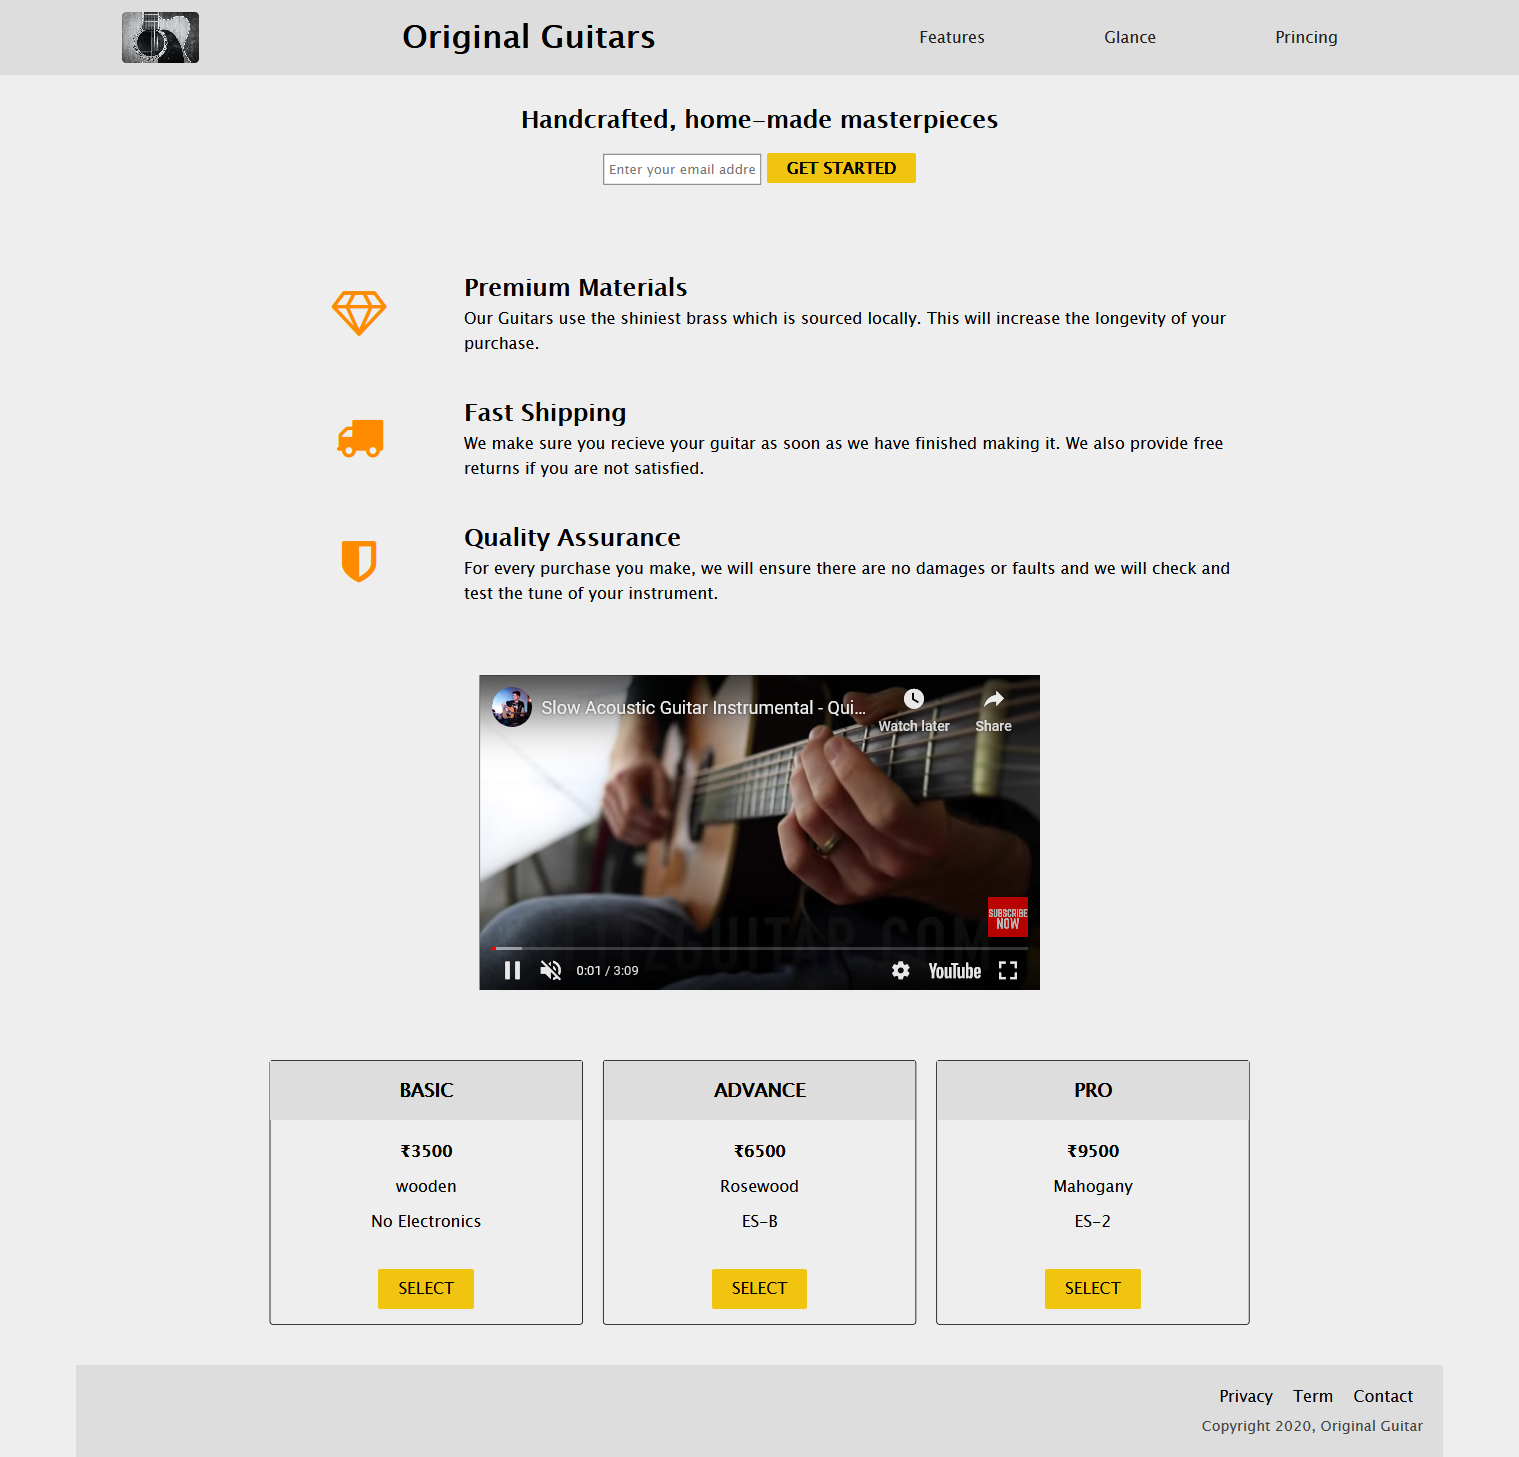 Original Guitars
Features
Glance
Princing
Handcrafted, home-made masterpieces
Enter your email addre
GET STARTED
Premium Materials
Our Guitars use the shiniest brass which is sourced locally. This will increase the longevity of your
purchase.
Fast Shipping
We make sure you recieve your guitar as soon as we have finished making it. We also provide free
returns if you are not satisfied.
Quality Assurance
For every purchase you make, we will ensure there are no damages or faults and we will check and
test the tune of your instrument.
Slow Acoustic Guitar Instrumental - Qui...
Watch later
Share
SUBSCRIBE
NOW
0:01 / 3:09
YouTube
BASIC
₹3500
wooden
No Electronics
SELECT
ADVANCE
₹6500
Rosewood
ES-B
SELECT
PRO
₹9500
Mahogany
ES-2
SELECT
Privacy
Term
Contact
Copyright 2020, Original Guitar